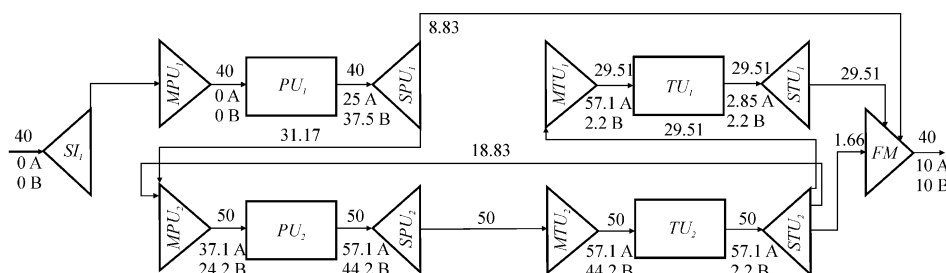 8.83
40
40
29.51
29.51
MPU₁
PU₁
SPU₁
MTU₁
TU₁
STU₁
29.51
0 A
0 B
25 A
37.5 B
57.1 A
2.2 B
2.85 A
2.2 B
40
31.17
29.51
1.66
40
SI₁
18.83
FM
0 A
0 B
10 A
10 B
50
50
50
50
50
MPU₂
PU₂
SPU₂
MTU₂
TU₂
STU₂
37.1 A
24.2 B
57.1 A
44.2 B
57.1 A
44.2 B
57.1 A
2.2 B